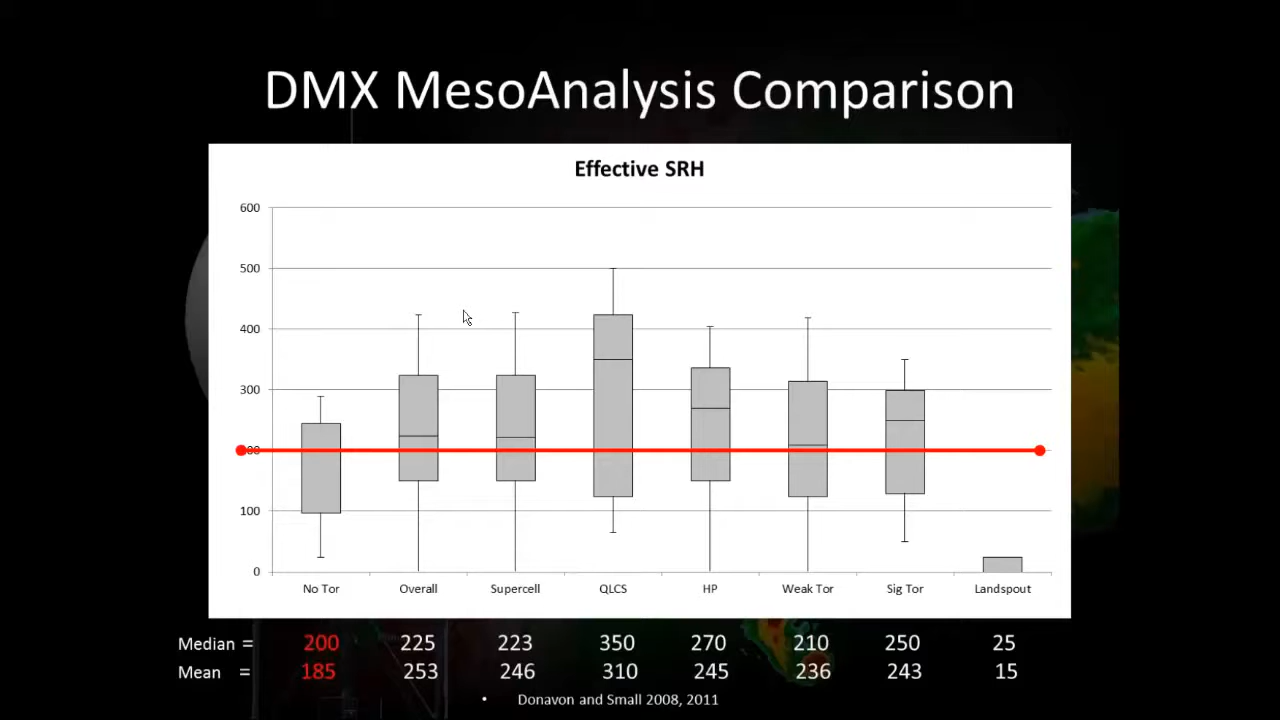 DMX MesoAnalysis Comparison
Effective SRH
600
500
400
300
200
100
0
No Tor Overall Supercell QLCS HP Weak Tor Sig Tor Landspout
Median = 200 225 223 350 270 210 250 25
Mean = 185 253 246 310 245 236 243 15
• Donavon and Small 2008, 2011